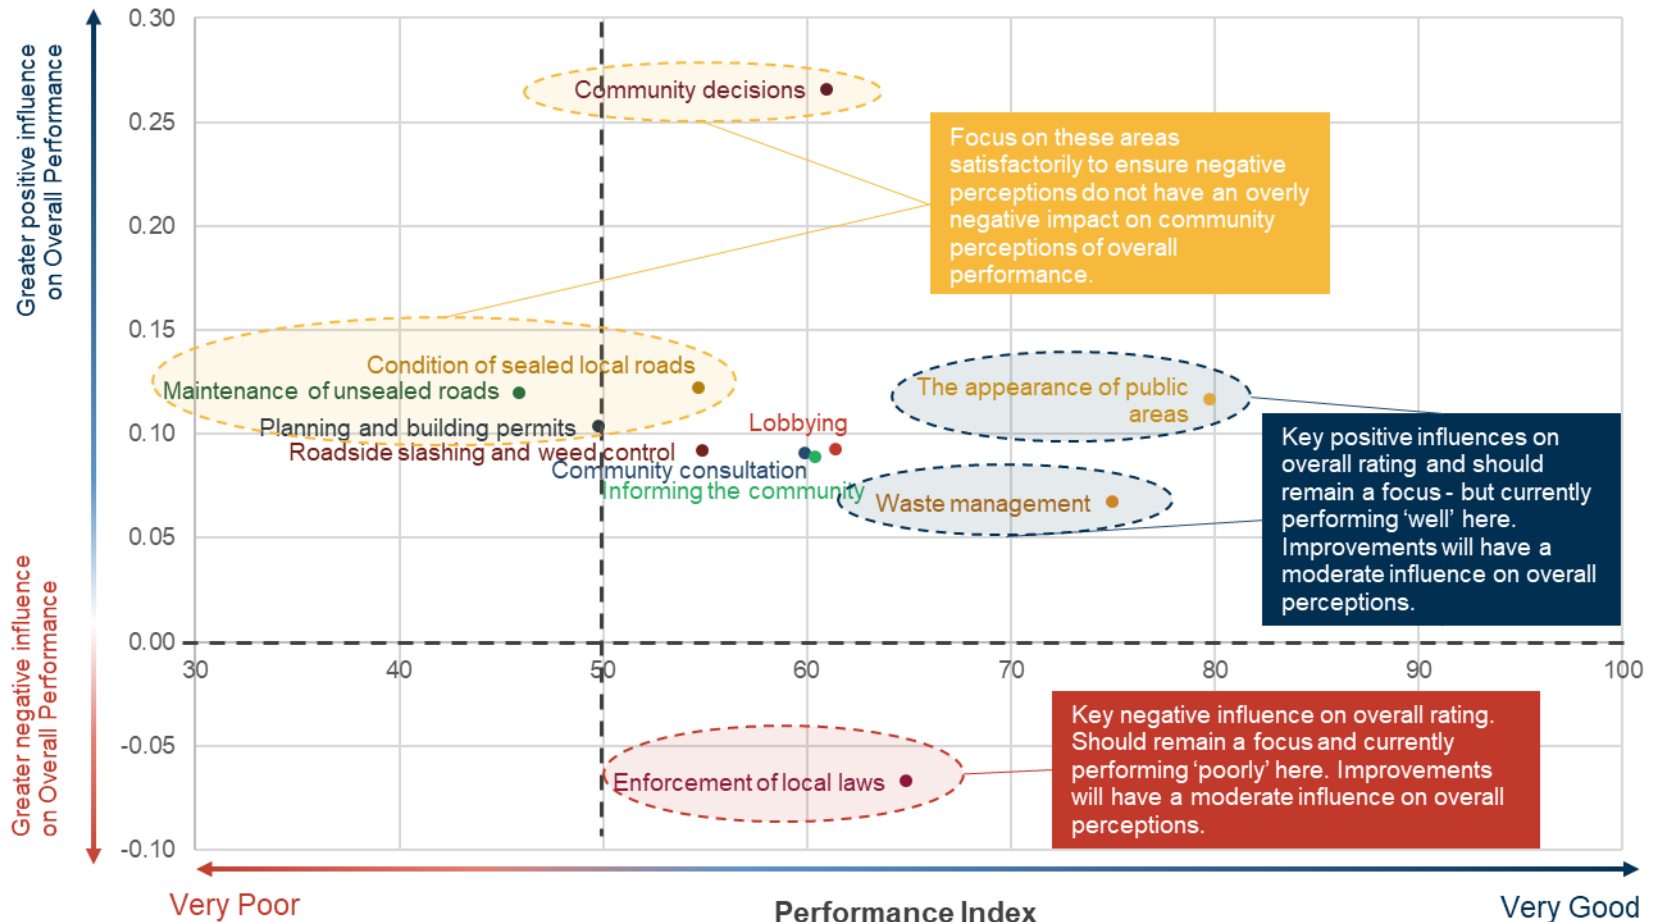 Greater positive influence
on Overall Performance
Greater negative influence
on Overall Performance
0.30
0.25
0.20
0.15
0.10
0.05
0.00
-0.05
-0.10
30
40
50
60
70
80
90
100
Community decisions
Focus on these areas
satisfactorily to ensure negative
perceptions do not have an overly
negative impact on community
perceptions of overall
performance.
Condition of sealed local roads
Maintenance of unsealed roads
Planning and building permits
Roadside slashing and weed control
Lobbying
Community consultation
Informing the community
The appearance of public
areas
Waste management
Key positive influences on
overall rating and should
remain a focus - but currently
performing ‘well’ here.
Improvements will have a
moderate influence on overall
perceptions.
Enforcement of local laws
Key negative influence on overall rating.
Should remain a focus and currently
performing ‘poorly’ here. Improvements
will have a moderate influence on overall
perceptions.
Very Poor
Performance Index
Very Good